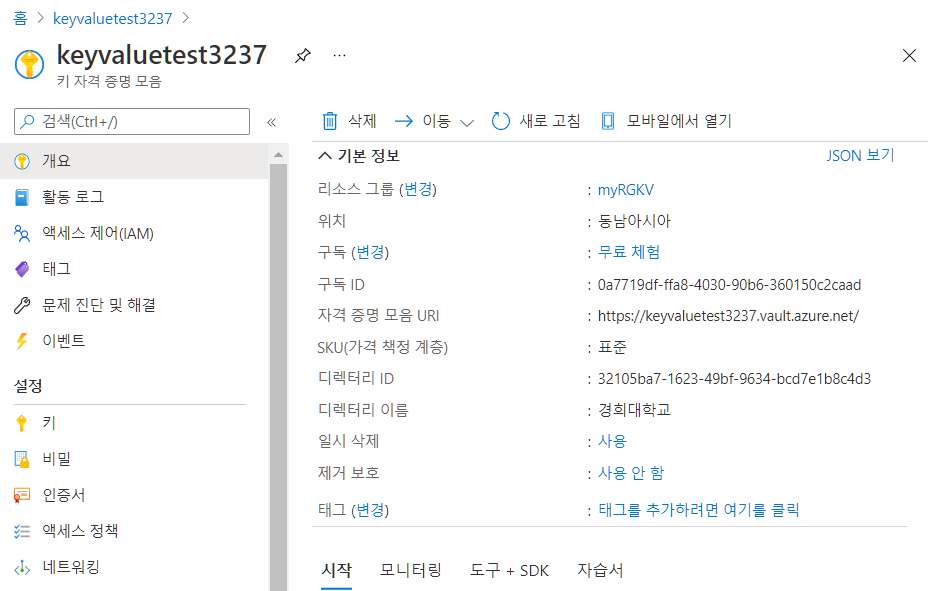 홈 > keyvaluetest3237 >
keyvaluetest3237 ...
키 자격 증명 모음
검색(Ctrl+/)
«
개요
활동 로그
액세스 제어(IAM)
태그
문제 진단 및 해결
이벤트
설정
키
비밀
인증서
액세스 정책
네트워킹
삭제 이동 새로 고침 모바일에서 열기
기본 정보 JSON 보기
리소스 그룹 (변경) : myRGKV
위치 : 동남아시아
구독 (변경) : 무료 체험
구독 ID : 0a7719df-ffa8-4030-90b6-360150c2caad
자격 증명 모음 URI : https://keyvaluetest3237.vault.azure.net/
SKU(가격 책정 계층) : 표준
디렉터리 ID : 32105ba7-1623-49bf-9634-bcd7e1b8c4d3
디렉터리 이름 : 경희대학교
일시 삭제 : 사용
제거 보호 : 사용 안 함
태그 (변경) : 태그를 추가하려면 여기를 클릭
시작 모니터링 도구 + SDK 자습서